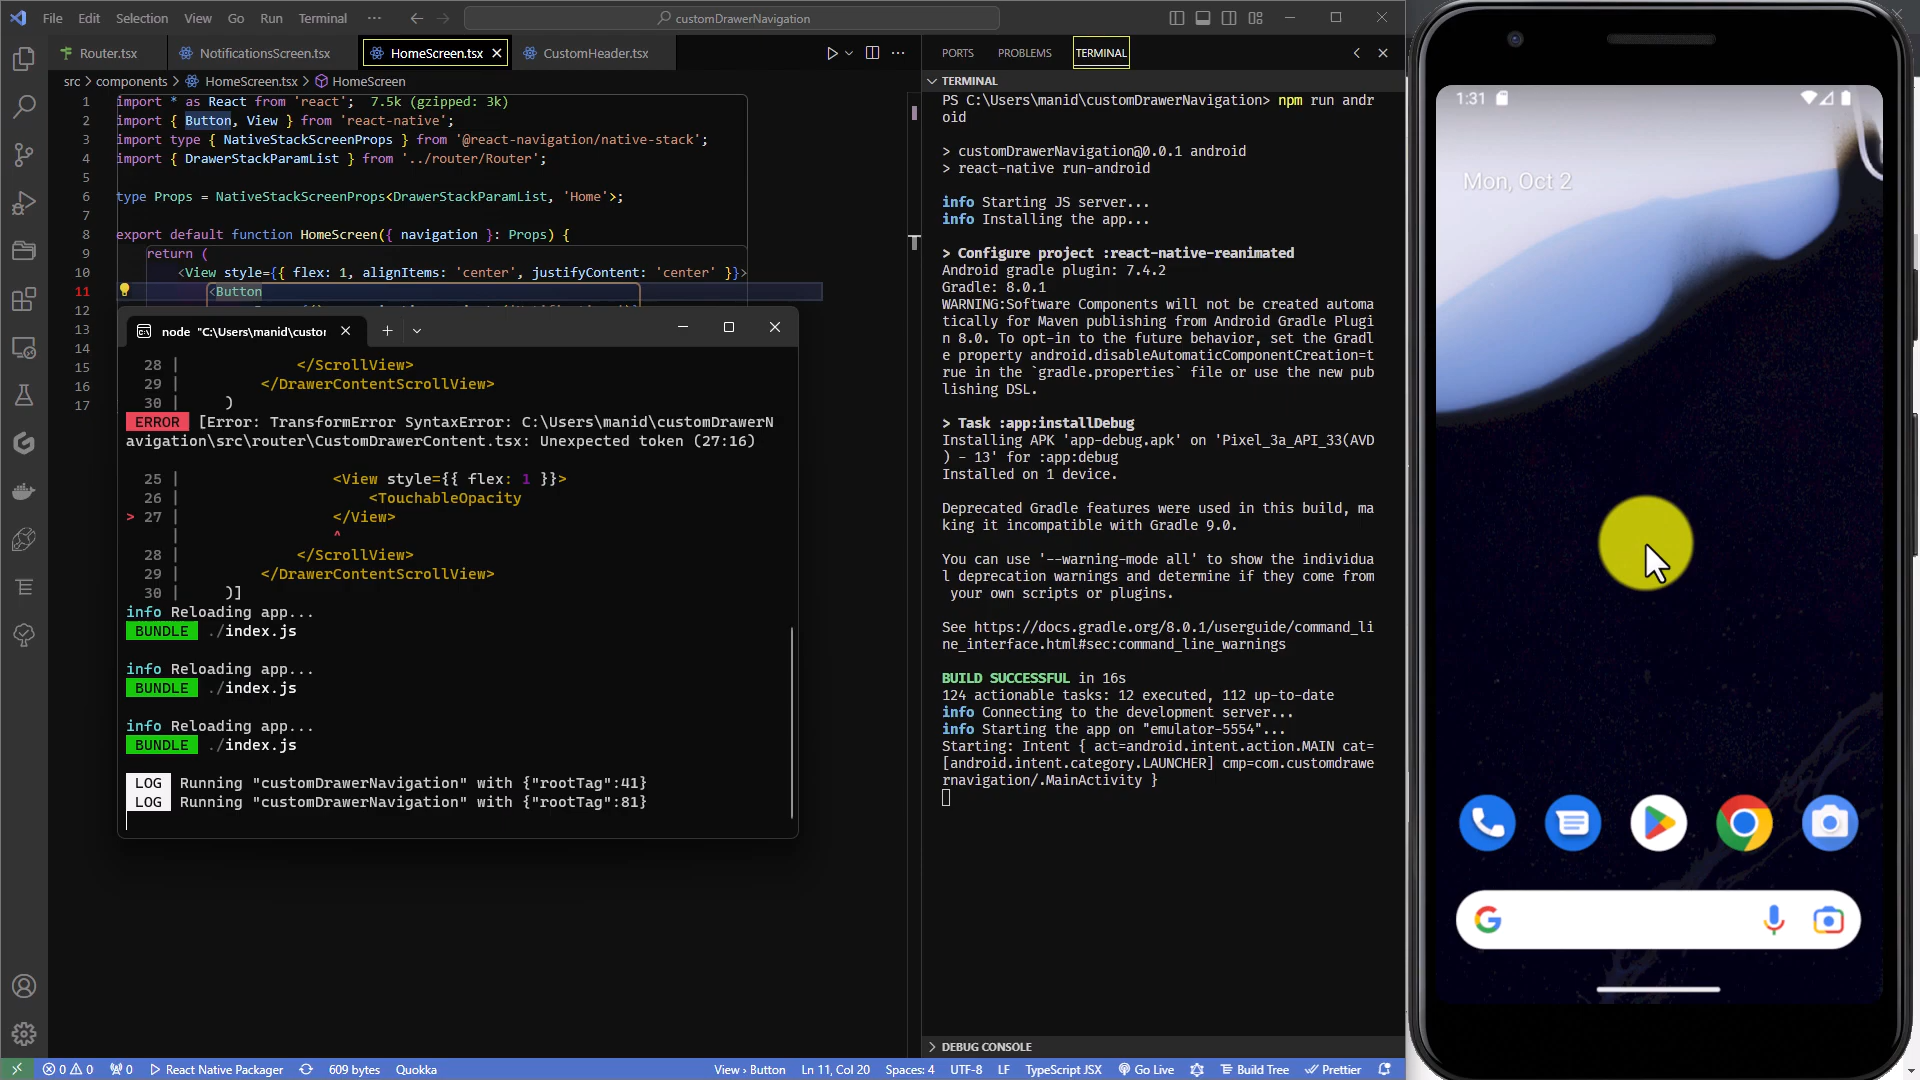 File Edit Selection View Go Run Terminal ··· customDrawerNavigation
Router.tsx NotificationsScreen.tsx HomeScreen.tsx CustomHeader.tsx
src > components > HomeScreen.tsx > HomeScreen
1 import * as React from 'react'; 7.5k (gzipped: 3k)
2 import { Button, View } from 'react-native';
3 import type { NativeStackScreenProps } from '@react-navigation/native-stack';
4 import { DrawerStackParamList } from '../router/Router';
5
6 type Props = NativeStackScreenProps<DrawerStackParamList, 'Home'>;
7
8 export default function HomeScreen({ navigation }: Props) {
9 return (
10 <View style={{ flex: 1, alignItems: 'center', justifyContent: 'center' }}>
11 <Button
12
13
14
15
16
17
node "C:\Users\manid\custor
28 | </ScrollView>
29 | </DrawerContentScrollView>
30 | )
ERROR [Error: TransformError SyntaxError: C:\Users\manid\customDrawerN
avigation\src\router\CustomDrawerContent.tsx: Unexpected token (27:16)
25 | <View style={{ flex: 1 }}>
26 | <TouchableOpacity
> 27 | </View>
| ^
28 | </ScrollView>
29 | </DrawerContentScrollView>
30 | )]
info Reloading app...
BUNDLE ./index.js
info Reloading app...
BUNDLE ./index.js
info Reloading app...
BUNDLE ./index.js
LOG Running "customDrawerNavigation" with {"rootTag":41}
LOG Running "customDrawerNavigation" with {"rootTag":81}
PORTS PROBLEMS TERMINAL
TERMINAL
PS C:\Users\manid\customDrawerNavigation> npm run andr
oid
> customDrawerNavigation@0.0.1 android
> react-native run-android
info Starting JS server...
info Installing the app...
> Configure project :react-native-reanimated
Android gradle plugin: 7.4.2
Gradle: 8.0.1
WARNING:Software Components will not be created automa
tically for Maven publishing from Android Gradle Plugi
n 8.0. To opt-in to the future behavior, set the Gradl
e property android.disableAutomaticComponentCreation=t
rue in the `gradle.properties` file or use the new pub
lishing DSL.
> Task :app:installDebug
Installing APK 'app-debug.apk' on 'Pixel_3a_API_33(AVD
) - 13' for :app:debug
Installed on 1 device.
Deprecated Gradle features were used in this build, ma
king it incompatible with Gradle 9.0.
You can use '--warning-mode all' to show the individua
l deprecation warnings and determine if they come from
your own scripts or plugins.
See https://docs.gradle.org/8.0.1/userguide/command_li
ne_interface.html#sec:command_line_warnings
BUILD SUCCESSFUL in 16s
124 actionable tasks: 12 executed, 112 up-to-date
info Connecting to the development server...
info Starting the app on "emulator-5554"...
Starting: Intent { act=android.intent.action.MAIN cat=
[android.intent.category.LAUNCHER] cmp=com.customdrawe
rnavigation/.MainActivity }
DEBUG CONSOLE
1:31
Mon, Oct 2
0 0 0 React Native Packager 609 bytes Quokka View › Button Ln 11, Col 20 Spaces: 4 UTF-8 LF TypeScript JSX Go Live Build Tree Prettier